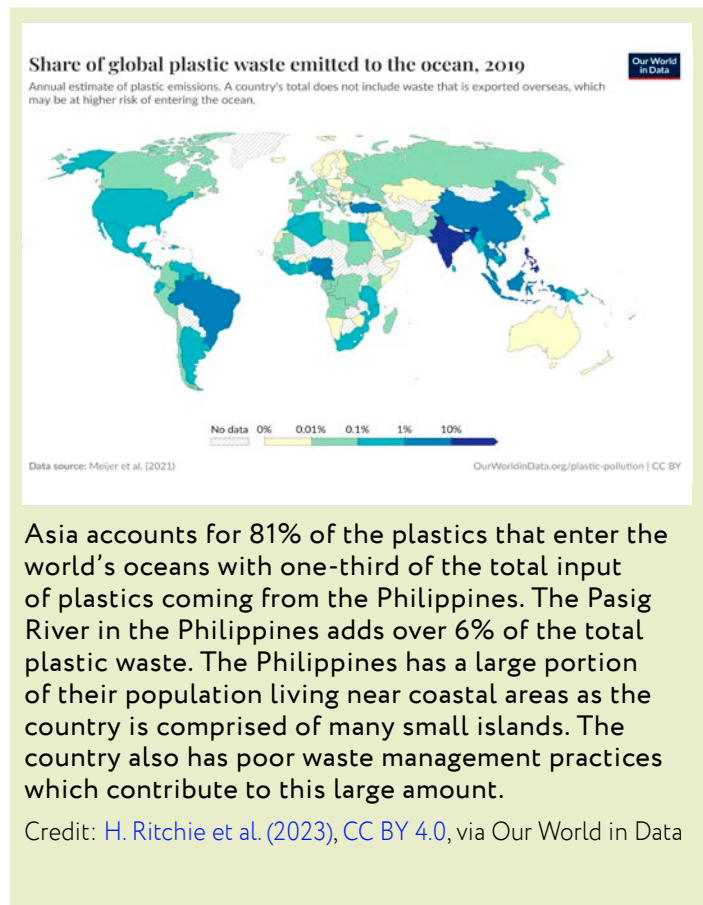 Share of global plastic waste emitted to the ocean, 2019
Our World
in Data
Annual estimate of plastic emissions. A country's total does not include waste that is exported overseas, which
may be at higher risk of entering the ocean.
No data 0% 0.01% 0.1% 1% 10%
Data source: Meijer et al. (2021)
OurWorldinData.org/plastic-pollution | CC BY
Asia accounts for 81% of the plastics that enter the
world's oceans with one-third of the total input
of plastics coming from the Philippines. The Pasig
River in the Philippines adds over 6% of the total
plastic waste. The Philippines has a large portion
of their population living near coastal areas as the
country is comprised of many small islands. The
country also has poor waste management practices
which contribute to this large amount.
Credit: H. Ritchie et al. (2023), CC BY 4.0, via Our World in Data